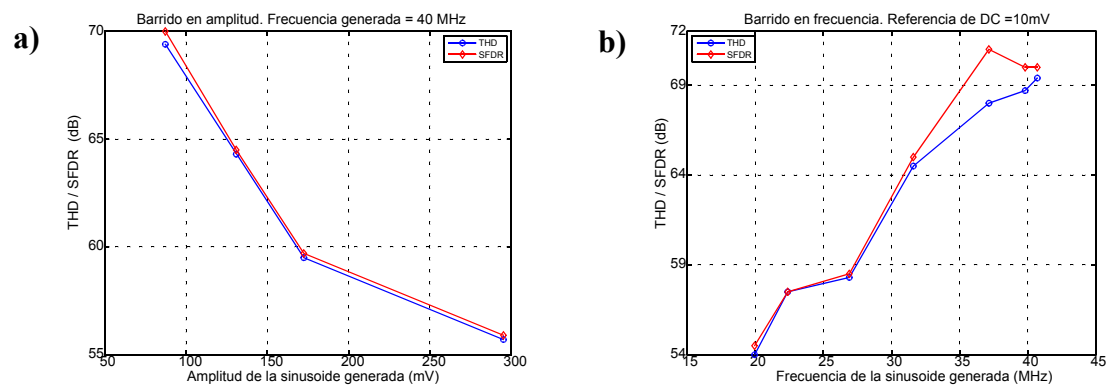 a)
Barrido en amplitud. Frecuencia generada = 40 MHz
70
65
60
55
THD / SFDR (dB)
THD
SFDR
50
100
150
200
250
300
Amplitud de la sinusoide generada (mV)
b)
Barrido en frecuencia. Referencia de DC =10mV
72
69
64
59
54
THD / SFDR (dB)
THD
SFDR
15
20
25
30
35
40
45
Frecuencia de la sinusoide generada (MHz)